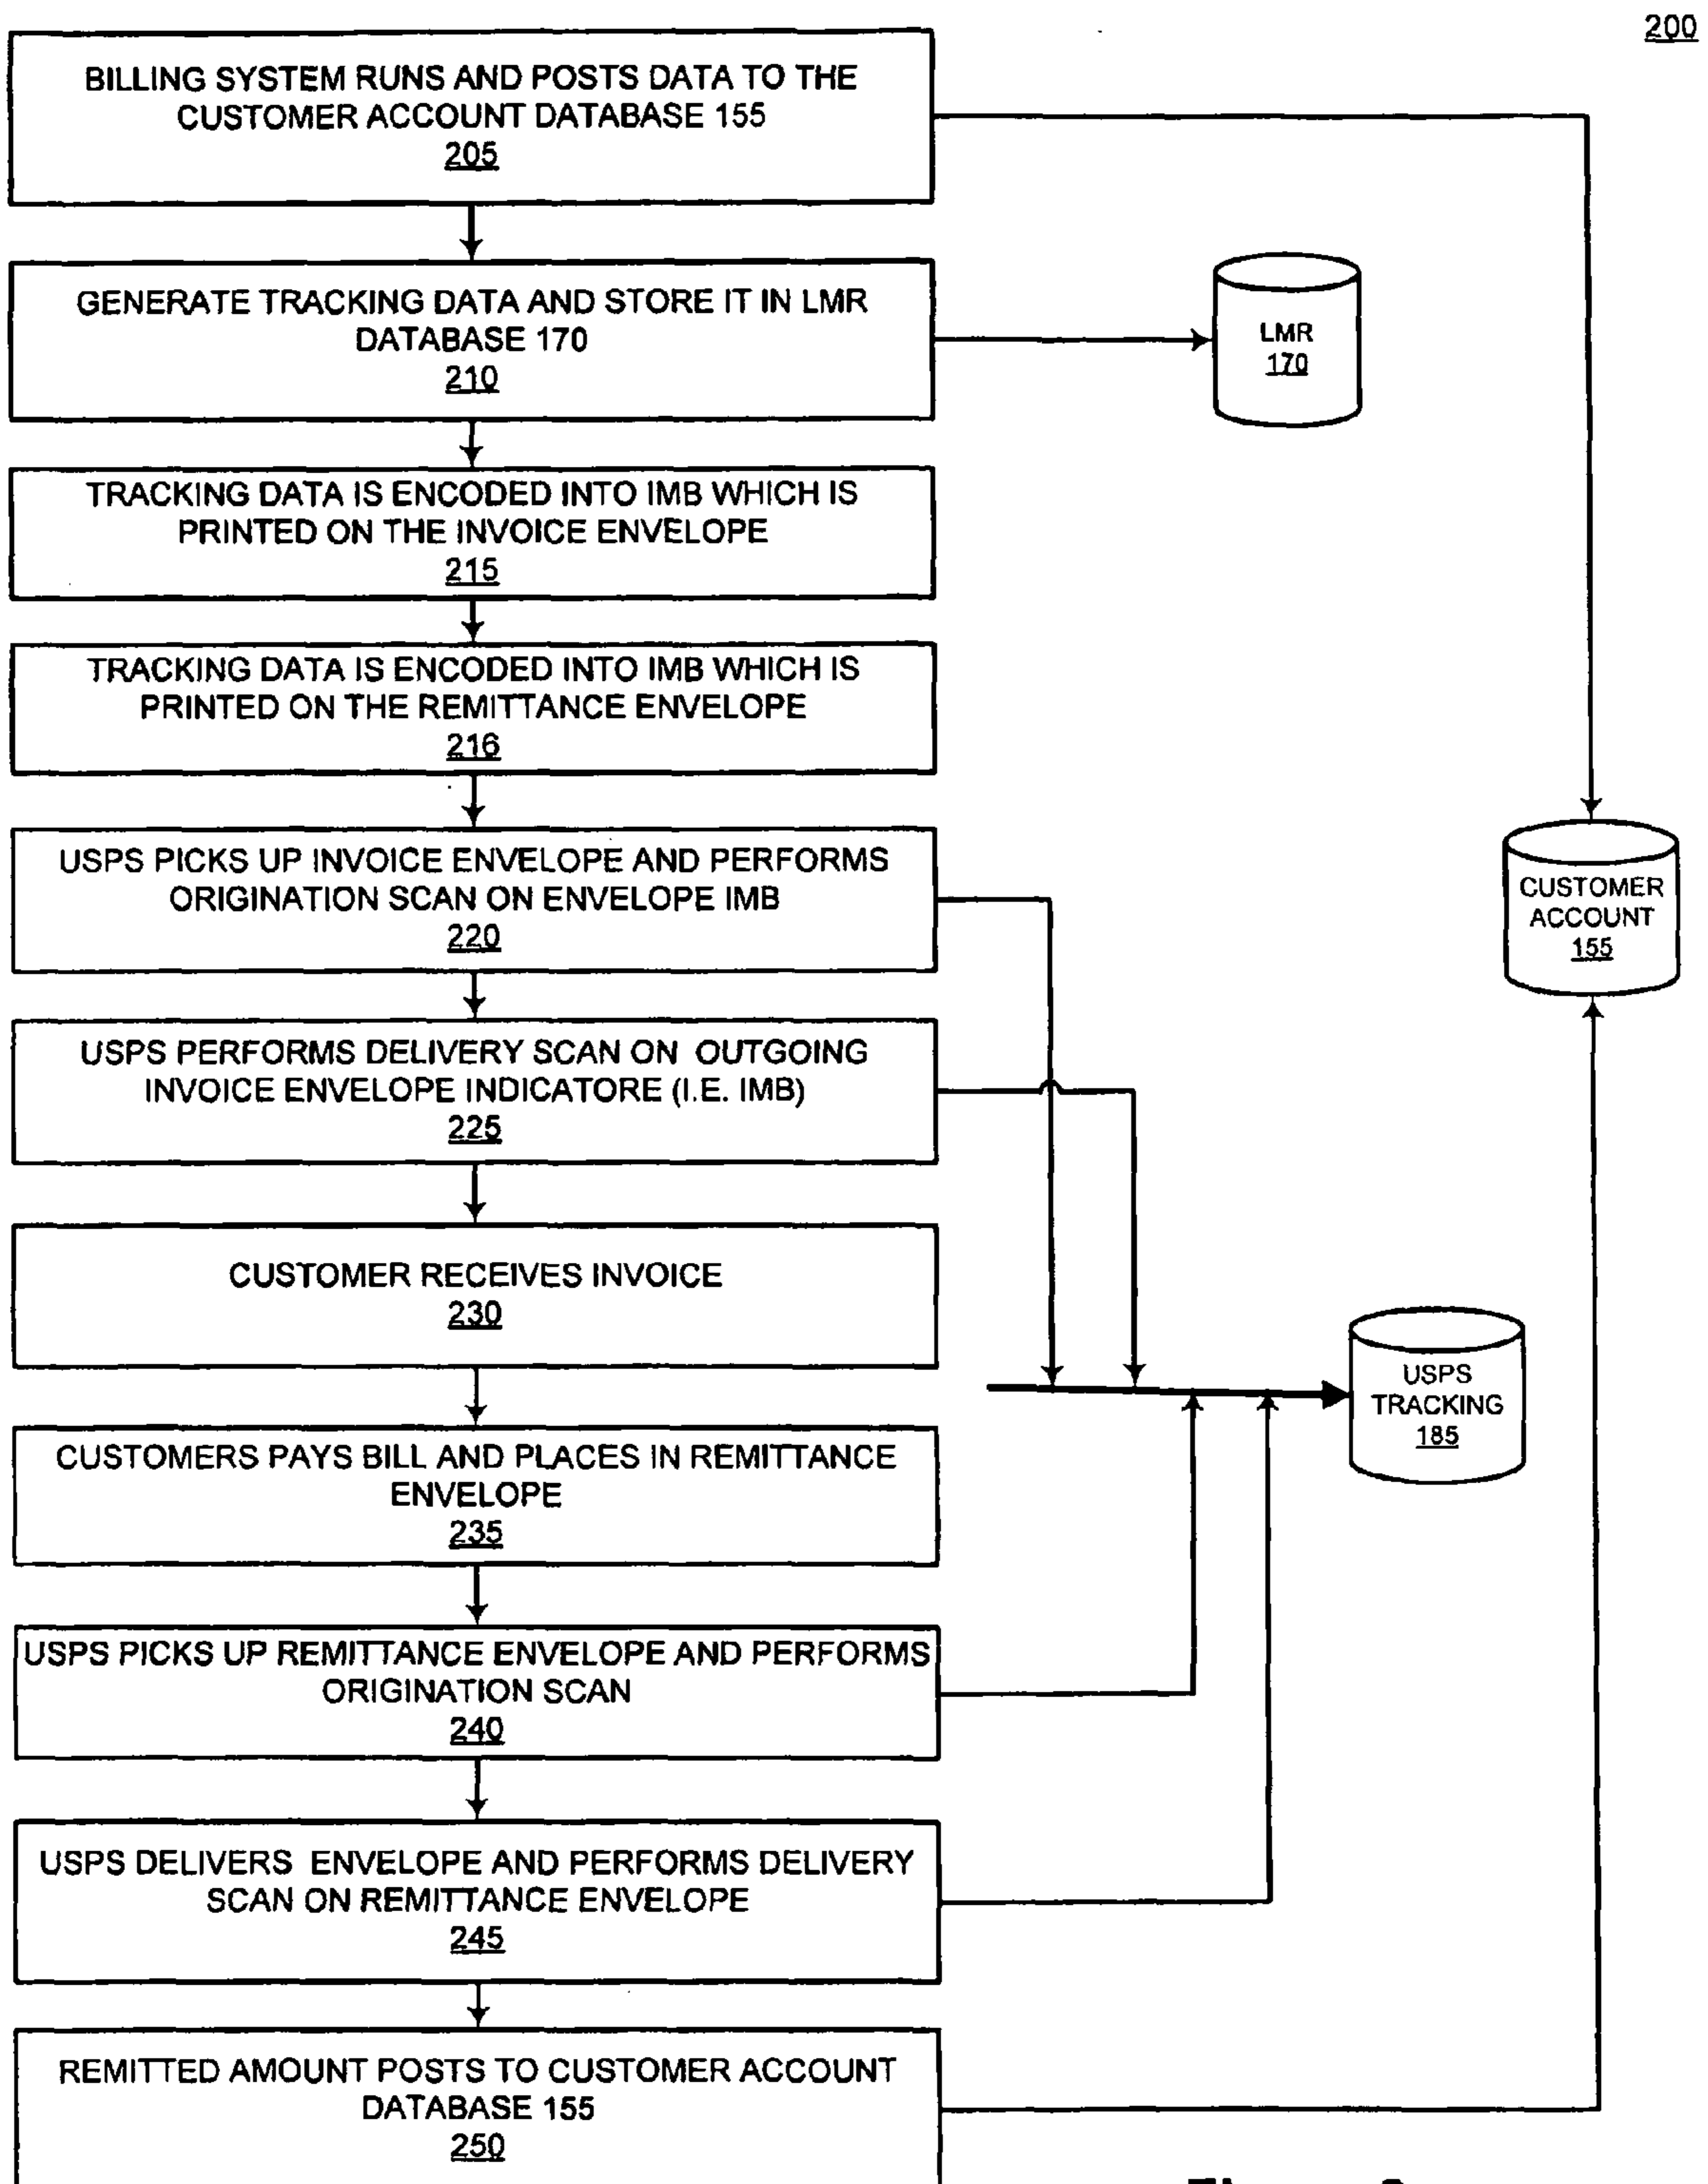 200
BILLING SYSTEM RUNS AND POSTS DATA TO THE
CUSTOMER ACCOUNT DATABASE 155
205
GENERATE TRACKING DATA AND STORE IT IN LMR
DATABASE 170
210
LMR
170
TRACKING DATA IS ENCODED INTO IMB WHICH IS
PRINTED ON THE INVOICE ENVELOPE
215
TRACKING DATA IS ENCODED INTO IMB WHICH IS
PRINTED ON THE REMITTANCE ENVELOPE
216
USPS PICKS UP INVOICE ENVELOPE AND PERFORMS
ORIGINATION SCAN ON ENVELOPE IMB
220
CUSTOMER
ACCOUNT
155
USPS PERFORMS DELIVERY SCAN ON OUTGOING
INVOICE ENVELOPE INDICATORE (I.E. IMB)
225
CUSTOMER RECEIVES INVOICE
230
USPS
TRACKING
185
CUSTOMERS PAYS BILL AND PLACES IN REMITTANCE
ENVELOPE
235
USPS PICKS UP REMITTANCE ENVELOPE AND PERFORMS
ORIGINATION SCAN
240
USPS DELIVERS ENVELOPE AND PERFORMS DELIVERY
SCAN ON REMITTANCE ENVELOPE
245
REMITTED AMOUNT POSTS TO CUSTOMER ACCOUNT
DATABASE 155
250